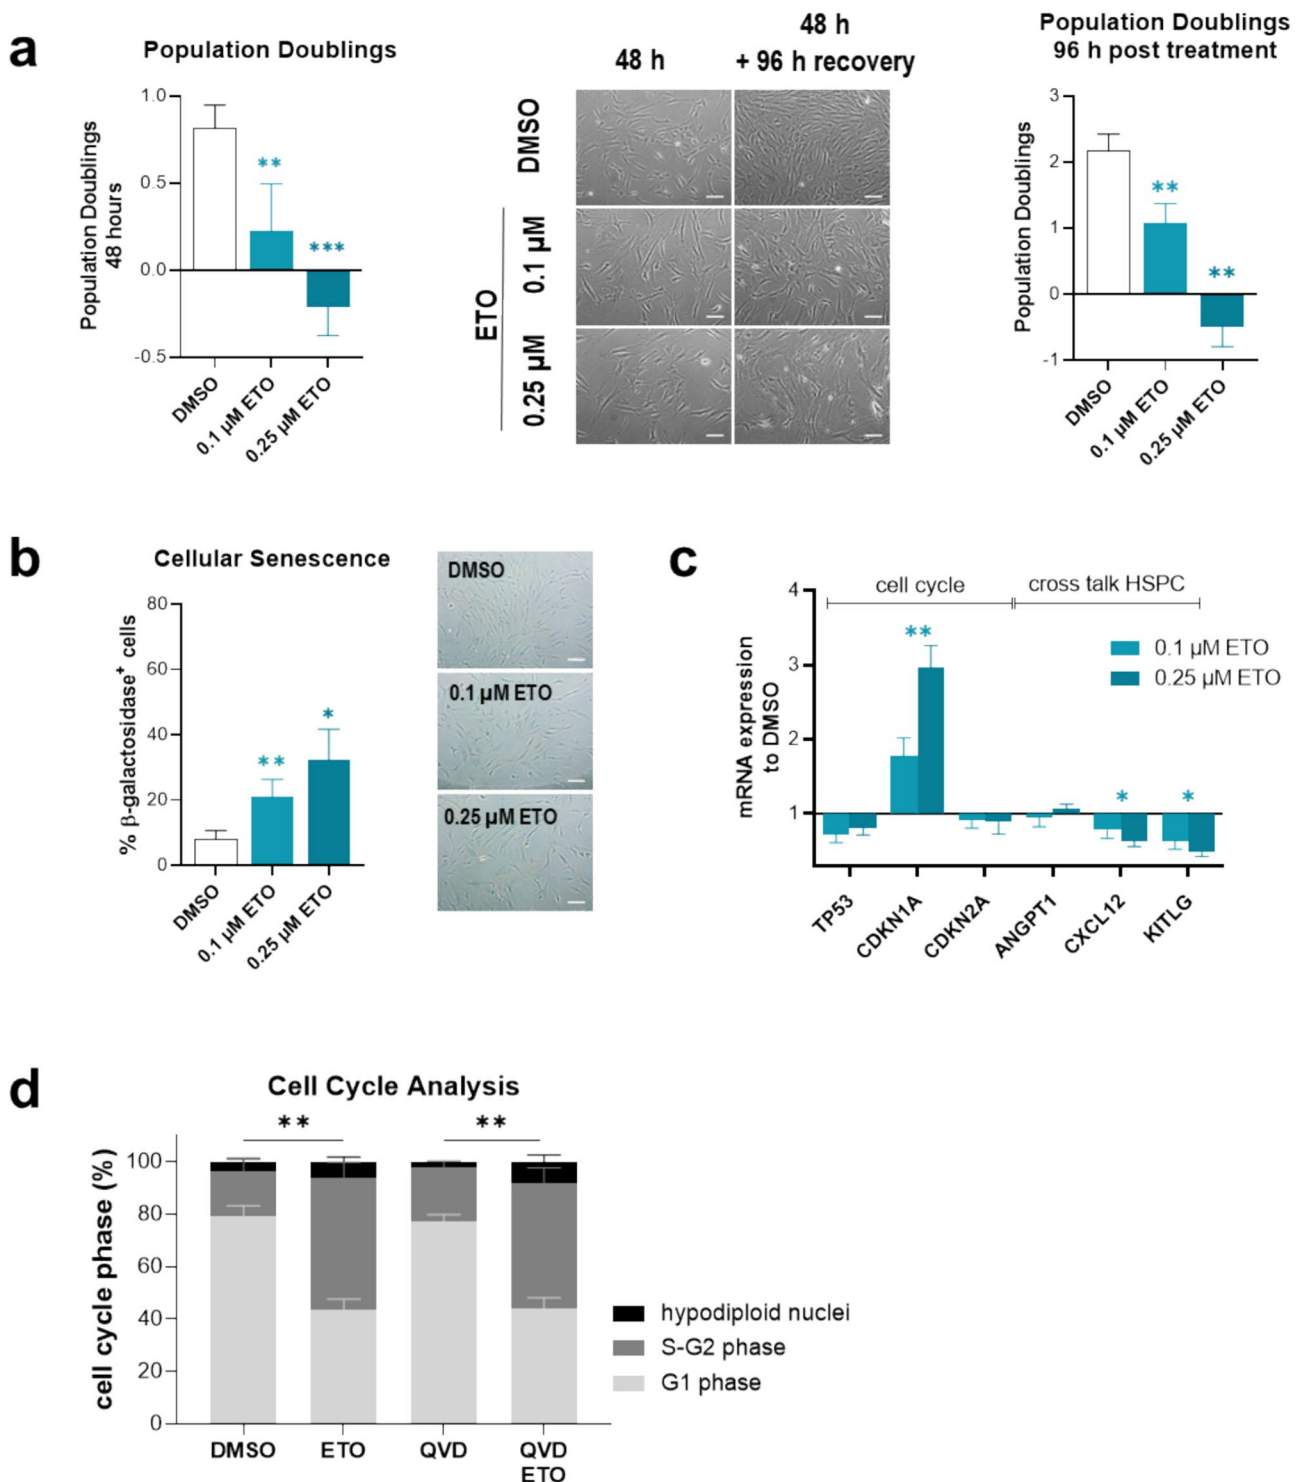 a
Population Doublings
Population Doublings
48 hours
1.0
0.5
0.0
-0.5
**
***
DMSO
0.1 µM ETO
0.25 µM ETO
48 h
48 h
+ 96 h recovery
DMSO
ETO
0.1 µM
0.25 µM
Population Doublings
96 h post treatment
Population Doublings
3
2
1
0
-1
**
**
DMSO
0.1 µM ETO
0.25 µM ETO
b
Cellular Senescence
% β-galactosidase+ cells
80
60
40
20
0
**
*
DMSO
0.1 µM ETO
0.25 µM ETO
DMSO
0.1 µM ETO
0.25 µM ETO
c
mRNA expression
to DMSO
4
3
2
1
cell cycle
cross talk HSPC
**
*
*
0.1 µM ETO
0.25 µM ETO
TP53
CDKN1A
CDKN2A
ANGPT1
CXCL12
KITLG
d
Cell Cycle Analysis
cell cycle phase (%)
100
80
60
40
20
0
**
**
DMSO
ETO
QVD
QVD
ETO
hypodiploid nuclei
S-G2 phase
G1 phase